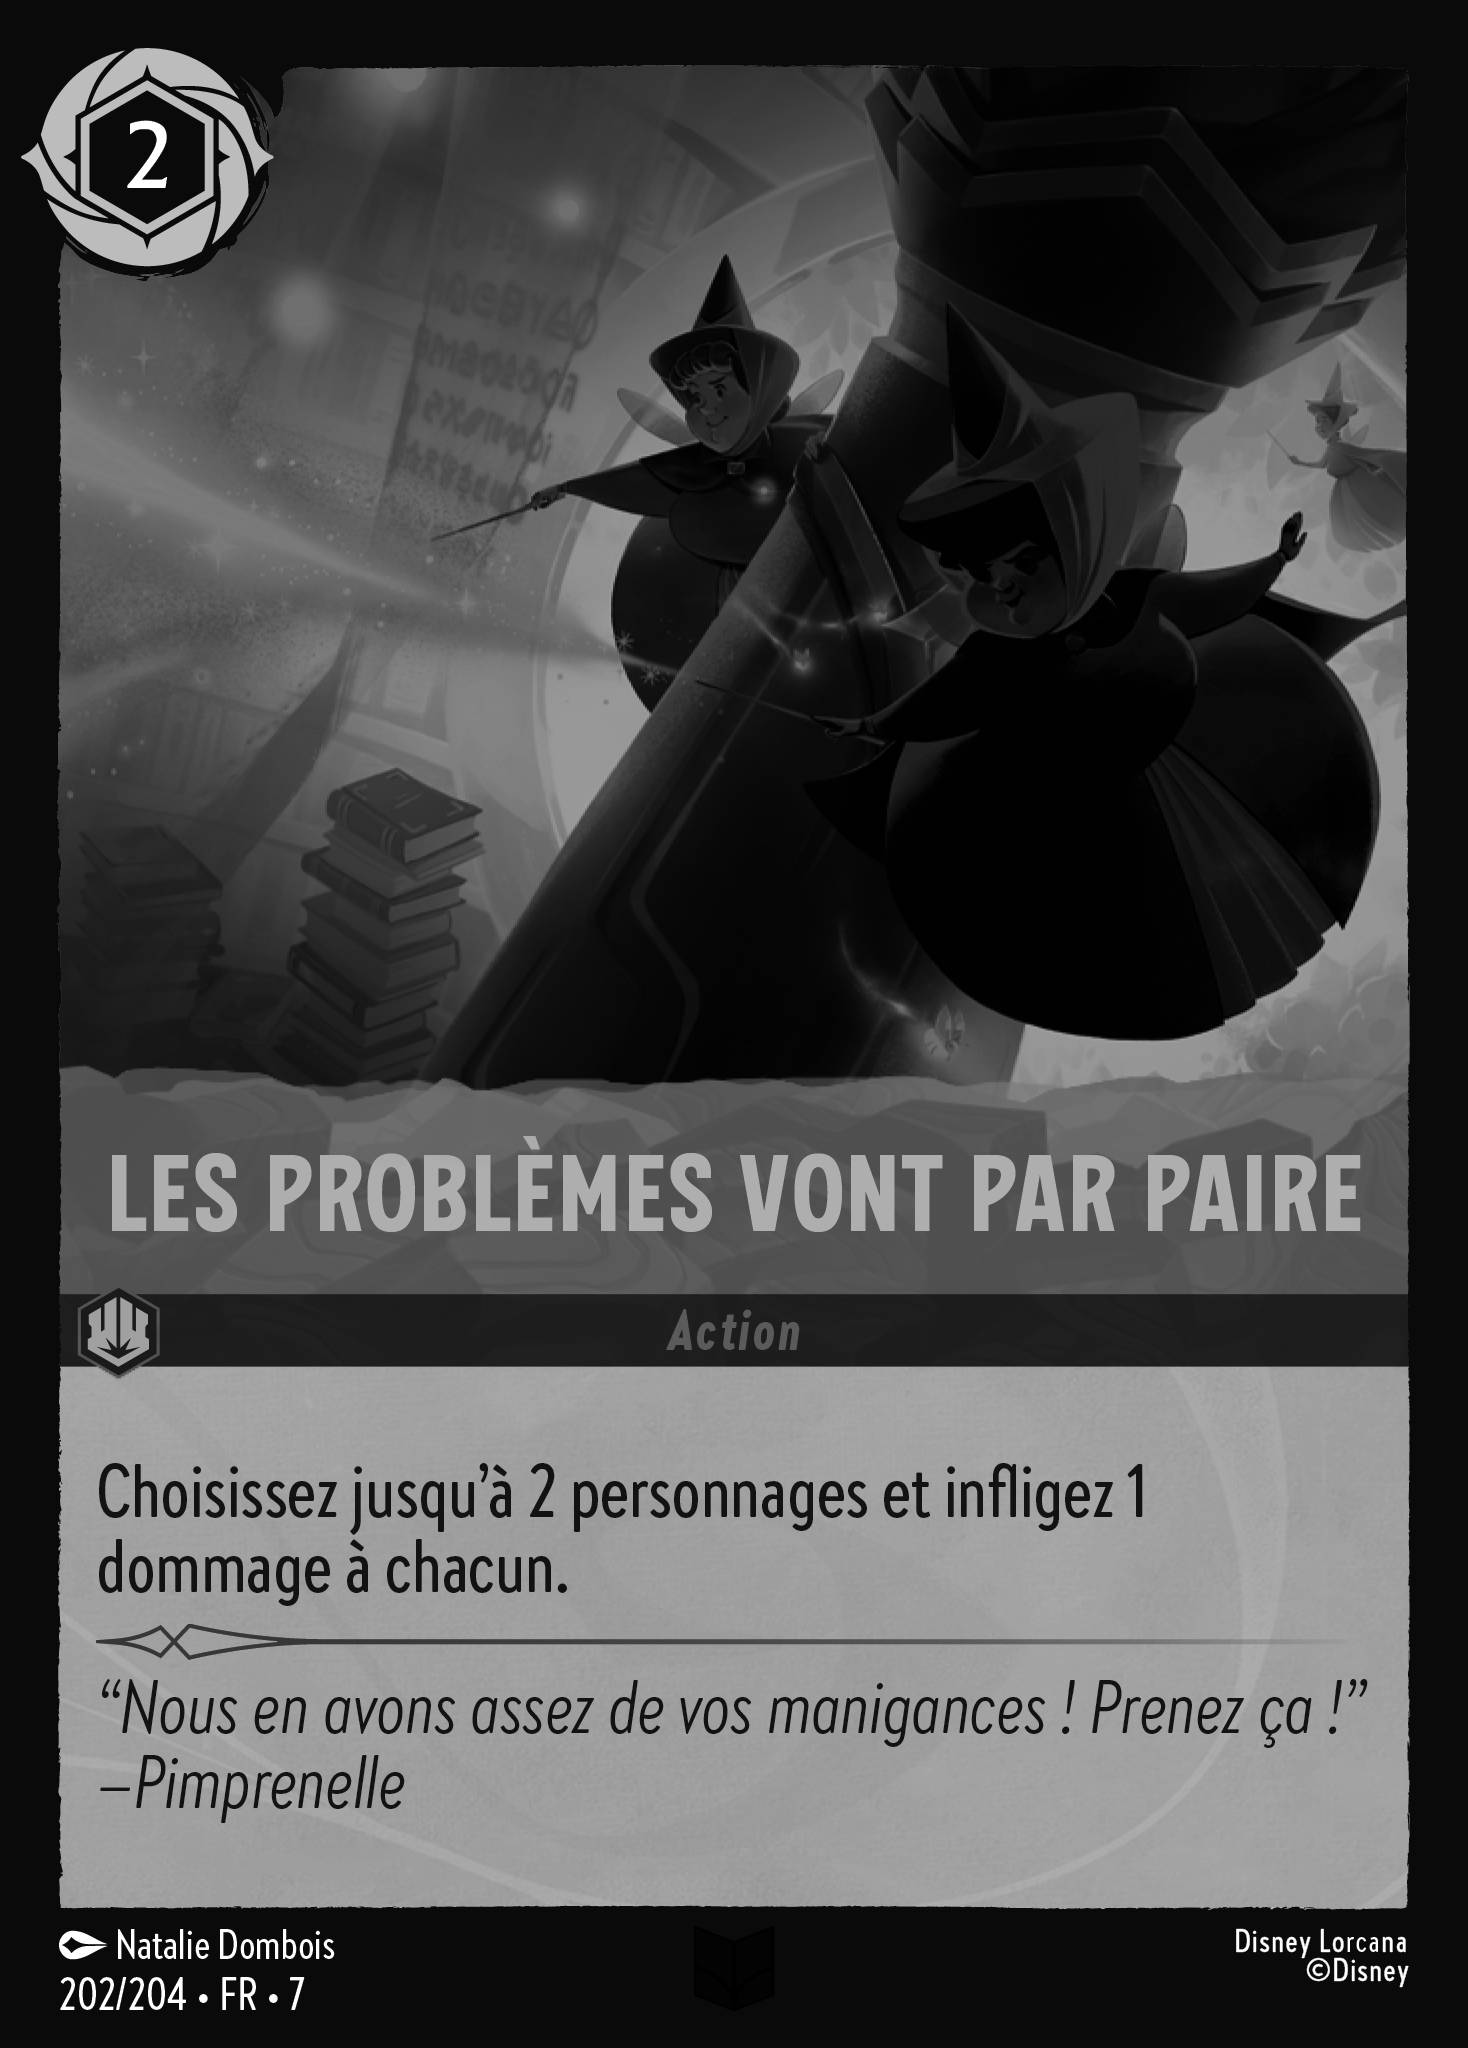 2
LES PROBLÈMES VONT PAR PAIRE
Action
Choisissez jusqu’à 2 personnages et infligez 1
dommage à chacun.
“Nous en avons assez de vos manigances ! Prenez ça !”
–Pimprenelle
Natalie Dombois
202/204 • FR • 7
Disney Lorcana
©Disney